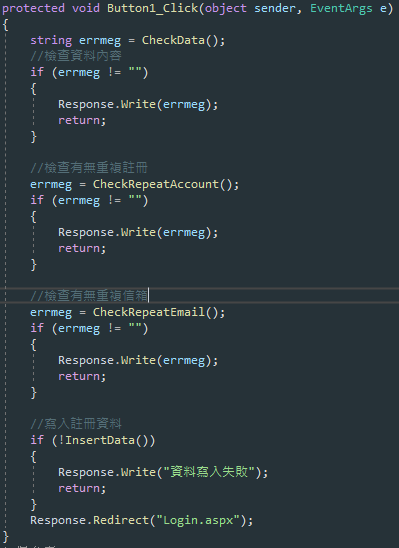 protected void Button1_Click(object sender, EventArgs e)
{
string errmeg = CheckData();
//檢查資料內容
if (errmeg != "")
{
Response.Write(errmeg);
return;
}
//檢查有無重複註冊
errmeg = CheckRepeatAccount();
if (errmeg != "")
{
Response.Write(errmeg);
return;
}
//檢查有無重複信箱
errmeg = CheckRepeatEmail();
if (errmeg != "")
{
Response.Write(errmeg);
return;
}
//寫入註冊資料
if (!InsertData())
{
Response.Write("資料寫入失敗");
return;
}
Response.Redirect("Login.aspx");
}